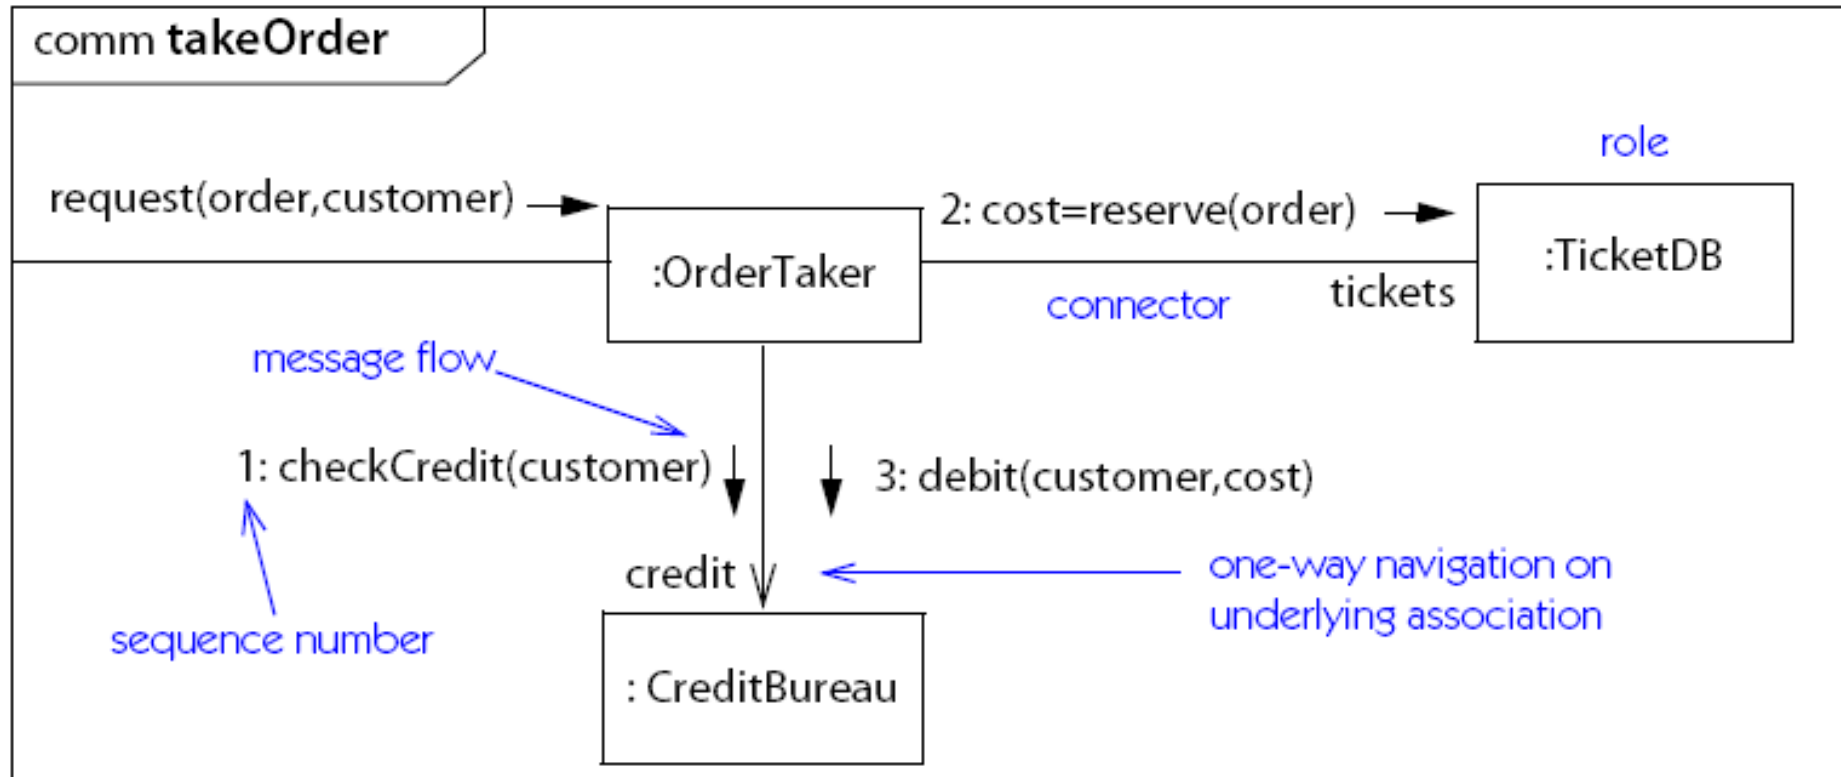 comm takeOrder
role
request(order,customer)
2: cost=reserve(order)
:OrderTaker
:TicketDB
tickets
connector
message flow
1: checkCredit(customer)
3: debit(customer,cost)
credit
one-way navigation on
underlying association
sequence number
: CreditBureau